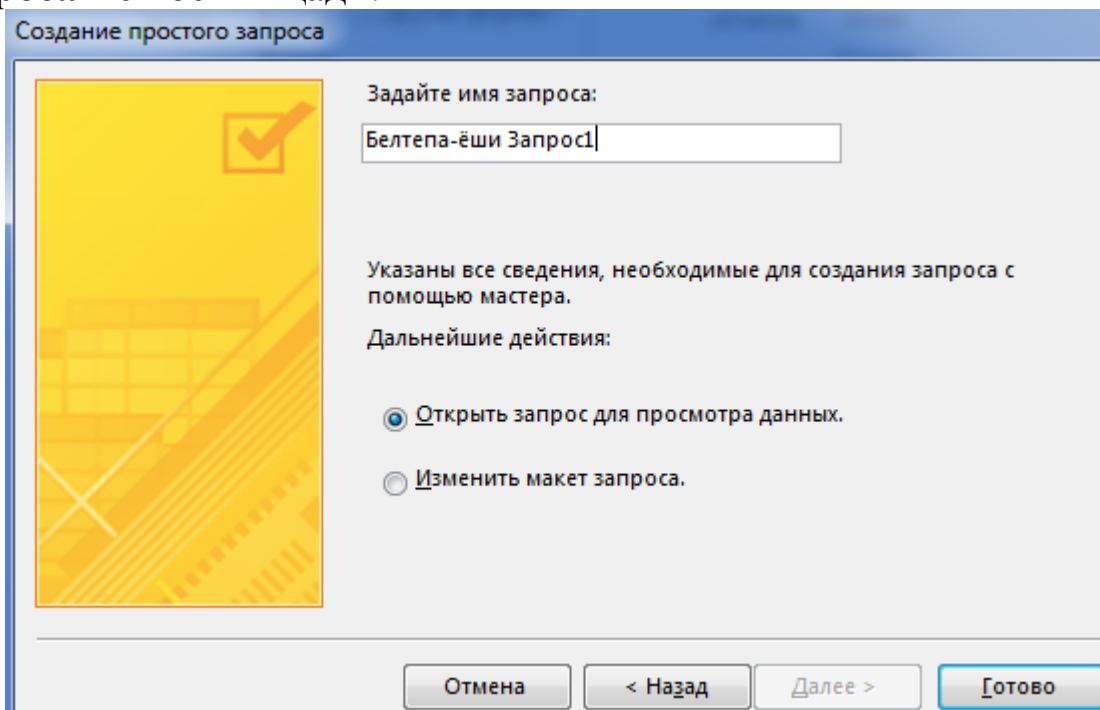 Создание простого запроса
Задайте имя запроса:
Белтепа-ёши Запрос1
Указаны все сведения, необходимые для создания запроса с
помощью мастера.
Дальнейшие действия:
Открыть запрос для просмотра данных.
Изменить макет запроса.
Отмена
< Назад
Далее >
Готово